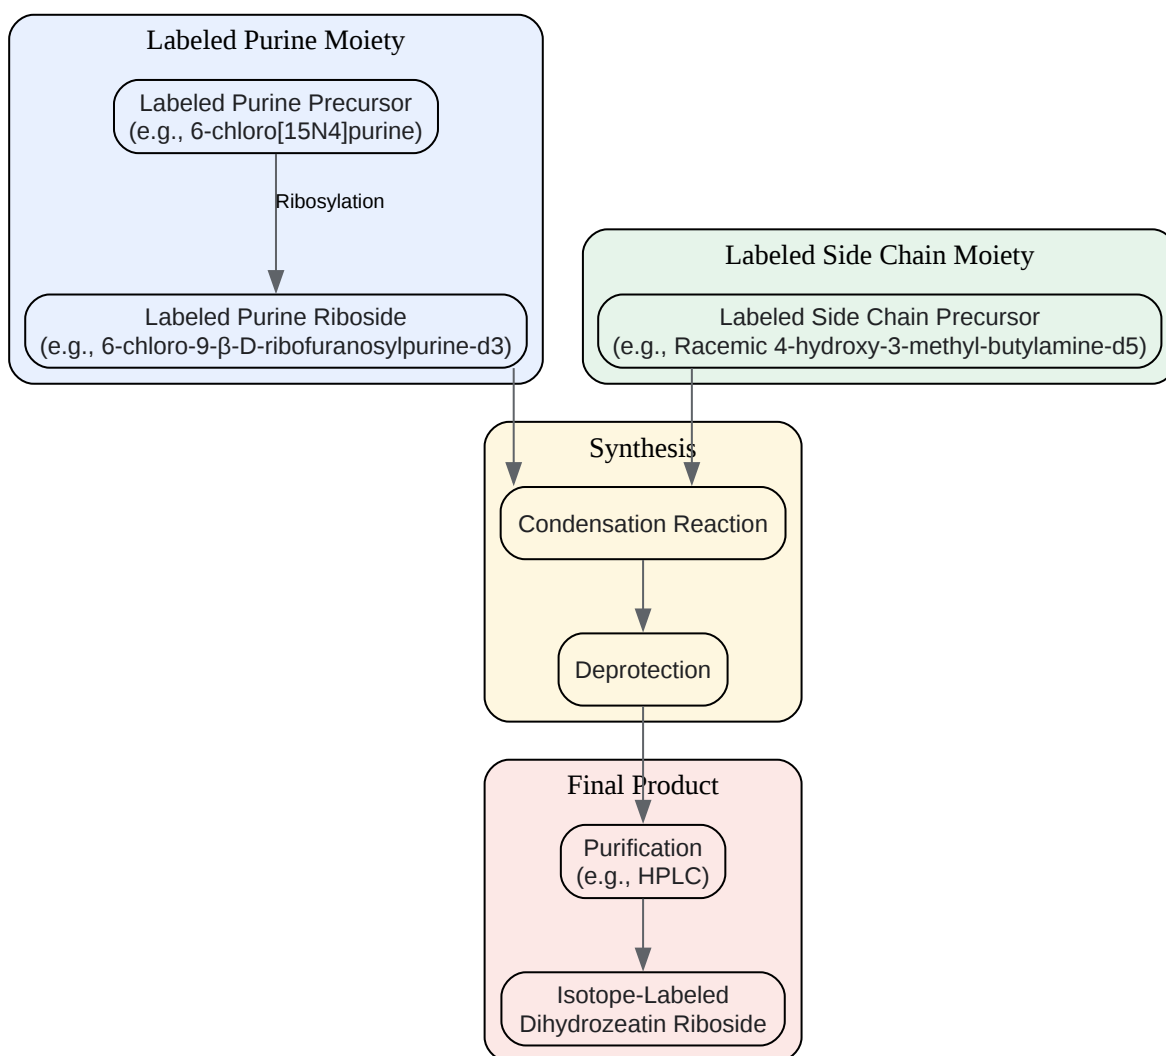 Labeled Purine Moiety
Labeled Purine Precursor
(e.g., 6-chloro[15N4]purine)
Ribosylation
Labeled Purine Riboside
(e.g., 6-chloro-9-β-D-ribofuranosylpurine-d3)
Labeled Side Chain Moiety
Labeled Side Chain Precursor
(e.g., Racemic 4-hydroxy-3-methyl-butylamine-d5)
Synthesis
Condensation Reaction
Deprotection
Final Product
Purification
(e.g., HPLC)
Isotope-Labeled
Dihydrozeatin Riboside